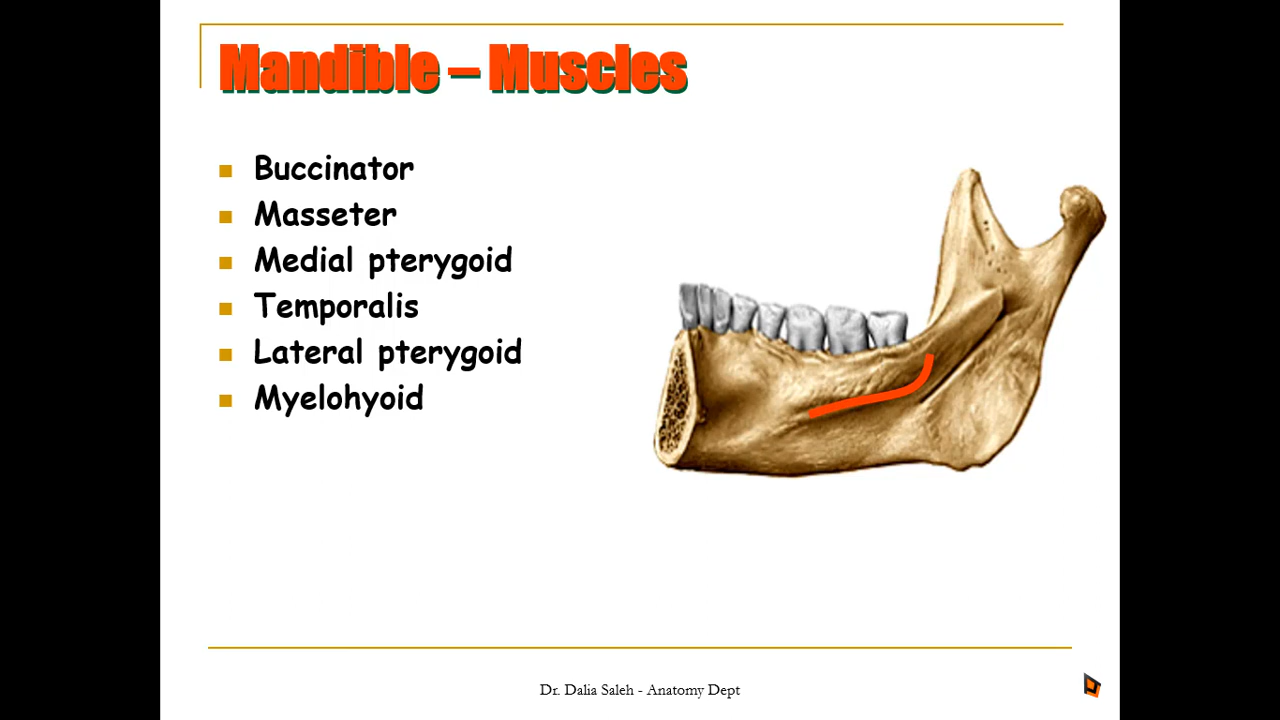 Mandible – Muscles
Buccinator
Masseter
Medial pterygoid
Temporalis
Lateral pterygoid
Myelohyoid
Dr. Dalia Saleh - Anatomy Dept